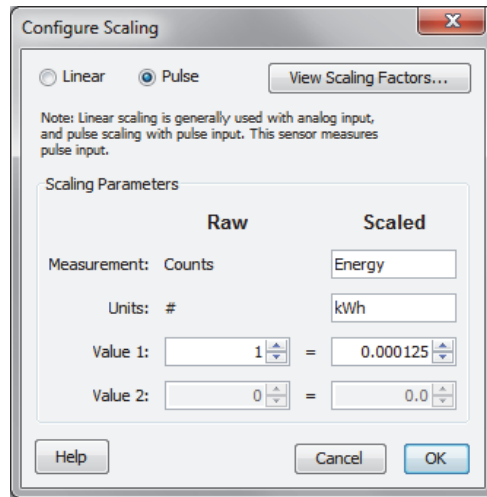 Configure Scaling
Linear Pulse View Scaling Factors...
Note: Linear scaling is generally used with analog input,
and pulse scaling with pulse input. This sensor measures
pulse input.
Scaling Parameters
Raw Scaled
Measurement: Counts Energy
Units: # kWh
Value 1: 1 = 0.000125
Value 2: 0 = 0.0
Help Cancel OK